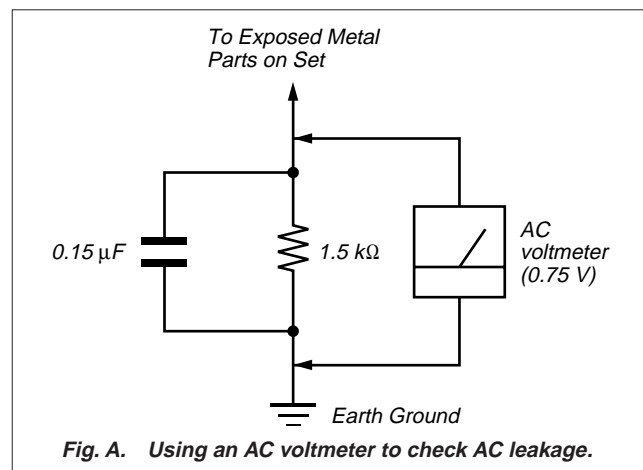 To Exposed Metal
Parts on Set
0.15 μF
1.5 kΩ
AC
voltmeter
(0.75 V)
Earth Ground
Fig. A. Using an AC voltmeter to check AC leakage.